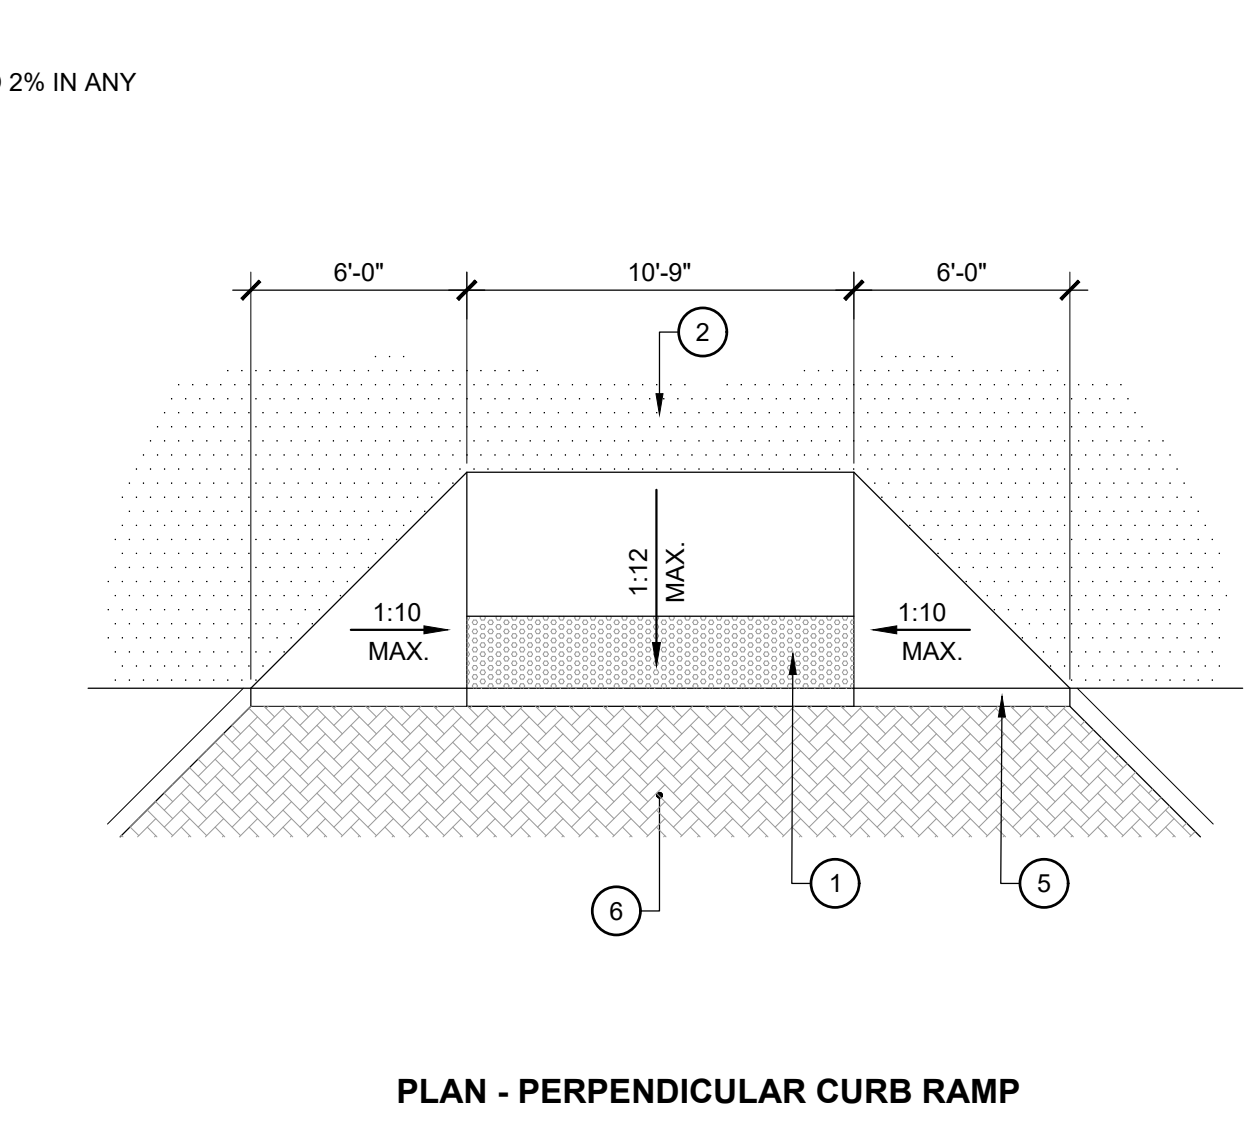 2% IN ANY
6'-0" 10'-9" 6'-0"
2
1:12
MAX.
1:10
MAX.
1:10
MAX.
1
5
6
PLAN - PERPENDICULAR CURB RAMP